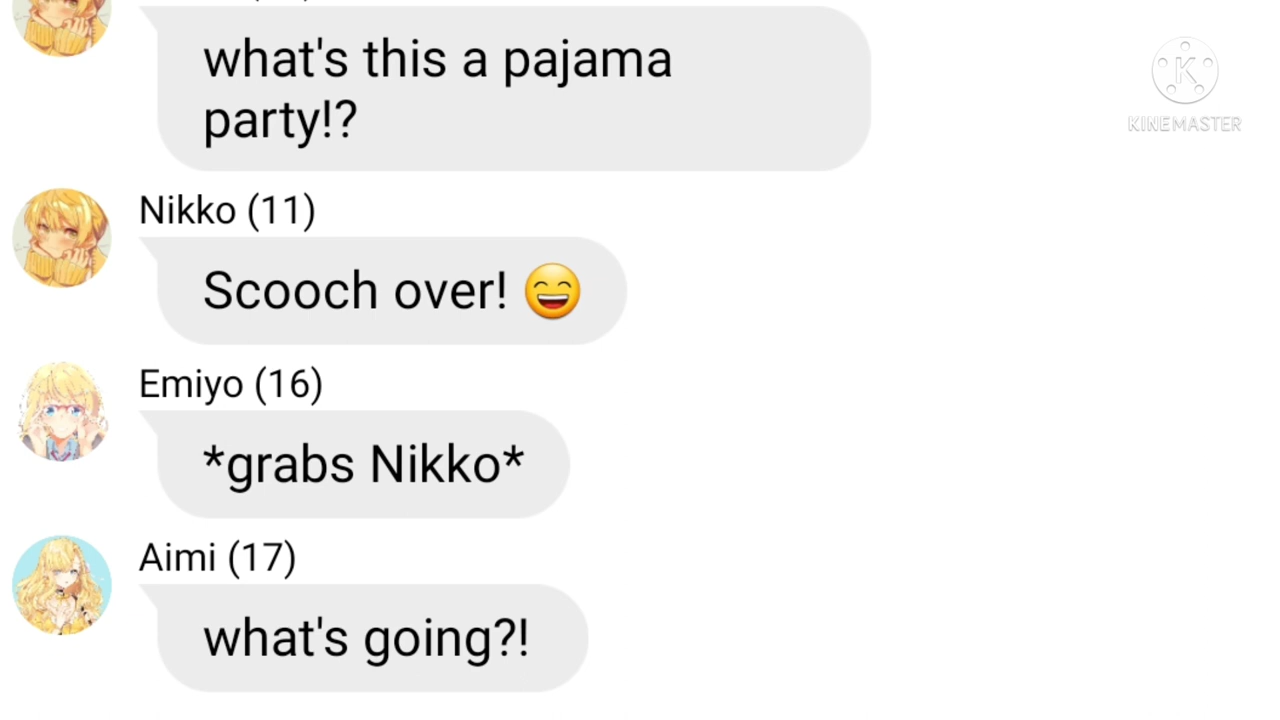 what's this a pajama
party!?
KINEMASTER
Nikko (11)
Scooch over! 😄
Emiyo (16)
*grabs Nikko*
Aimi (17)
what's going?!